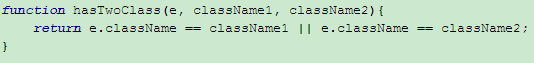 function hasTwoClass(e, className1, className2){
    return e.className == className1 || e.className == className2;
}